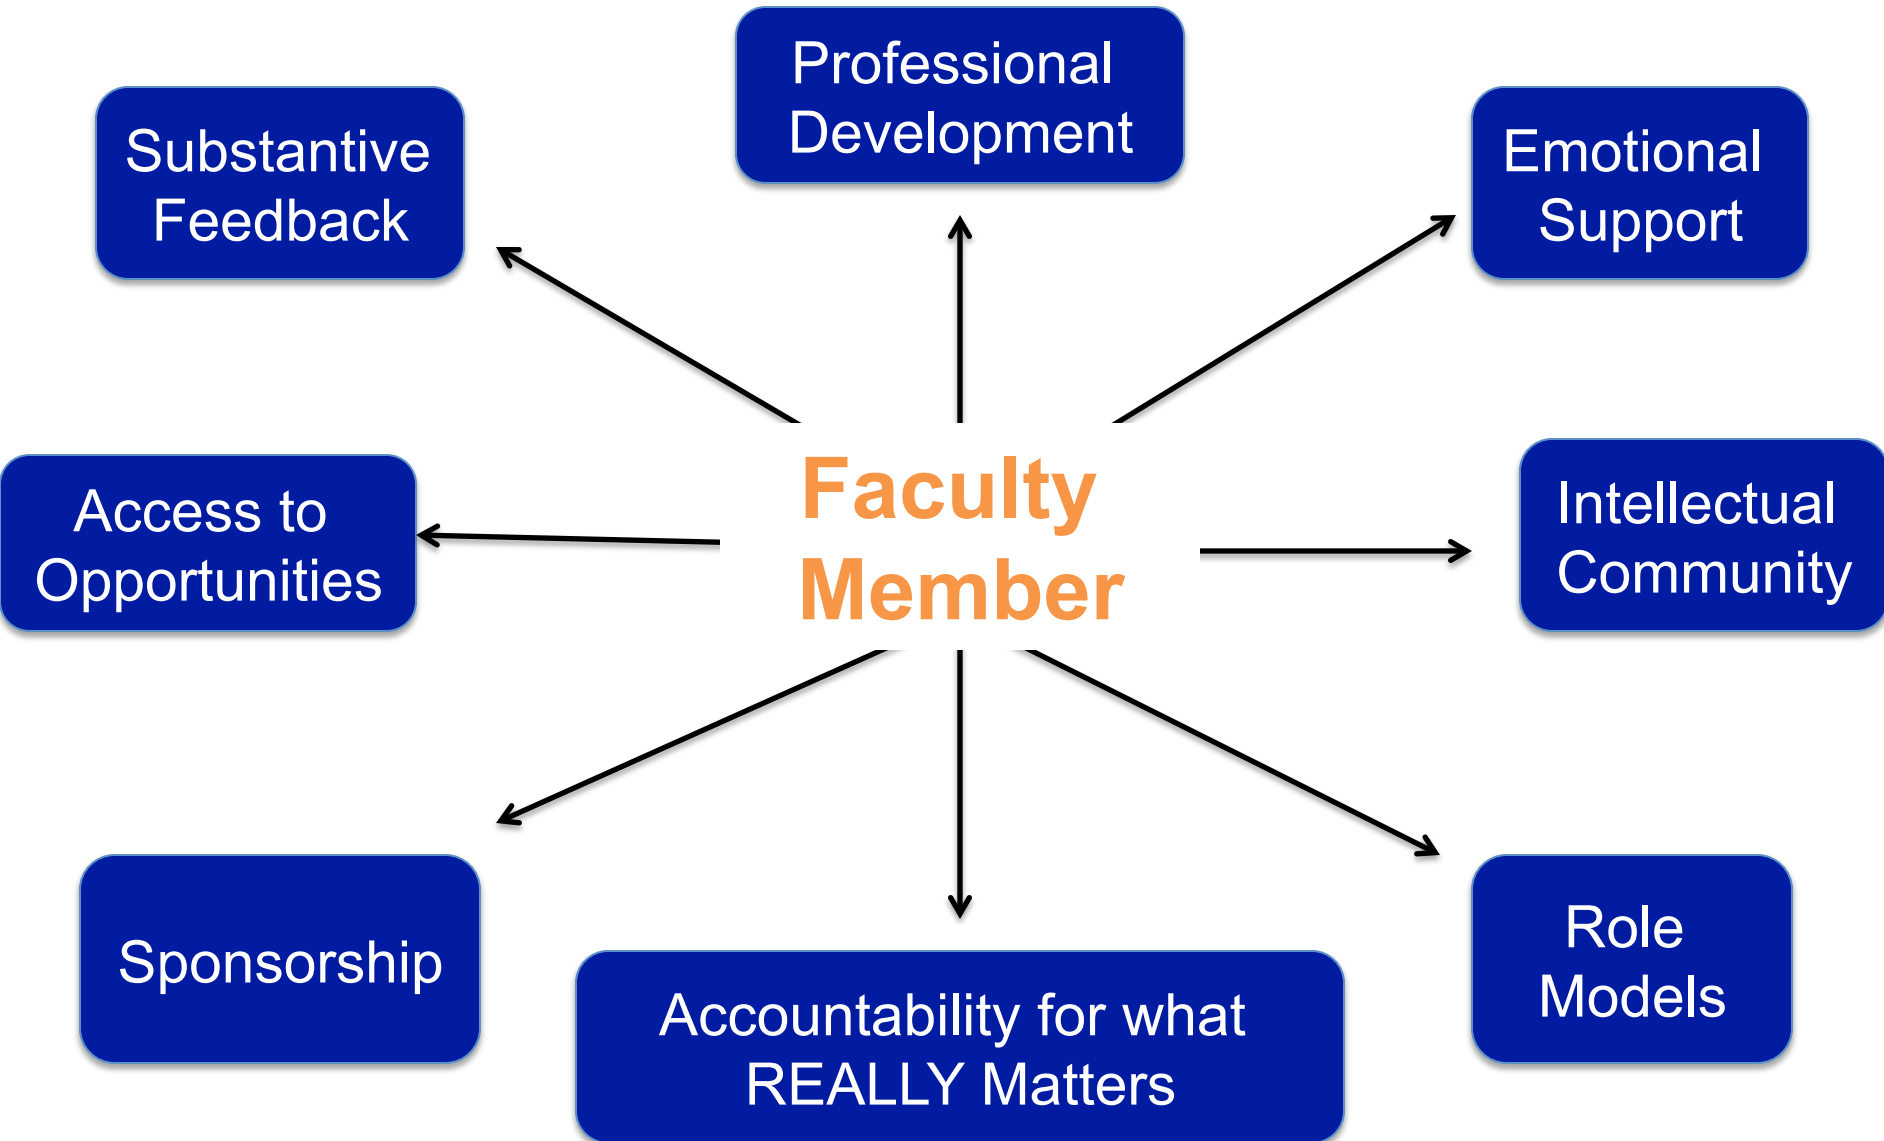 Professional
Development
Substantive
Feedback
Emotional
Support
Faculty
Member
Access to
Opportunities
Intellectual
Community
Sponsorship
Accountability for what
REALLY Matters
Role
Models